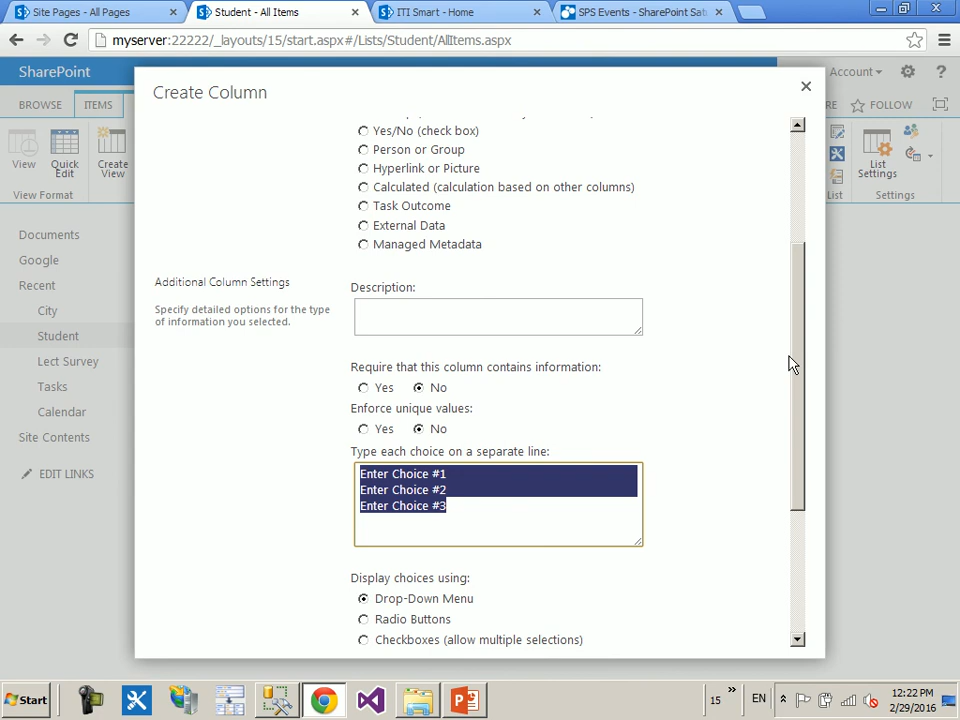 Site Pages - All Pages
Student - All Items
ITI Smart - Home
SPS Events - SharePoint Satu
myserver:22222/_layouts/15/start.aspx#/Lists/Student/AllItems.aspx
SharePoint
Account
Create Column
BROWSE
ITEMS
RE
FOLLOW
View
Quick Edit
Create View
List Settings
View Format
List
Settings
Yes/No (check box)
Person or Group
Hyperlink or Picture
Calculated (calculation based on other columns)
Task Outcome
External Data
Managed Metadata
Documents
Google
Recent
City
Student
Lect Survey
Tasks
Calendar
Site Contents
EDIT LINKS
Additional Column Settings
Specify detailed options for the type
of information you selected.
Description:
Require that this column contains information:
Yes No
Enforce unique values:
Yes No
Type each choice on a separate line:
Enter Choice #1
Enter Choice #2
Enter Choice #3
Display choices using:
Drop-Down Menu
Radio Buttons
Checkboxes (allow multiple selections)
Start
15
EN
12:22 PM
2/29/2016